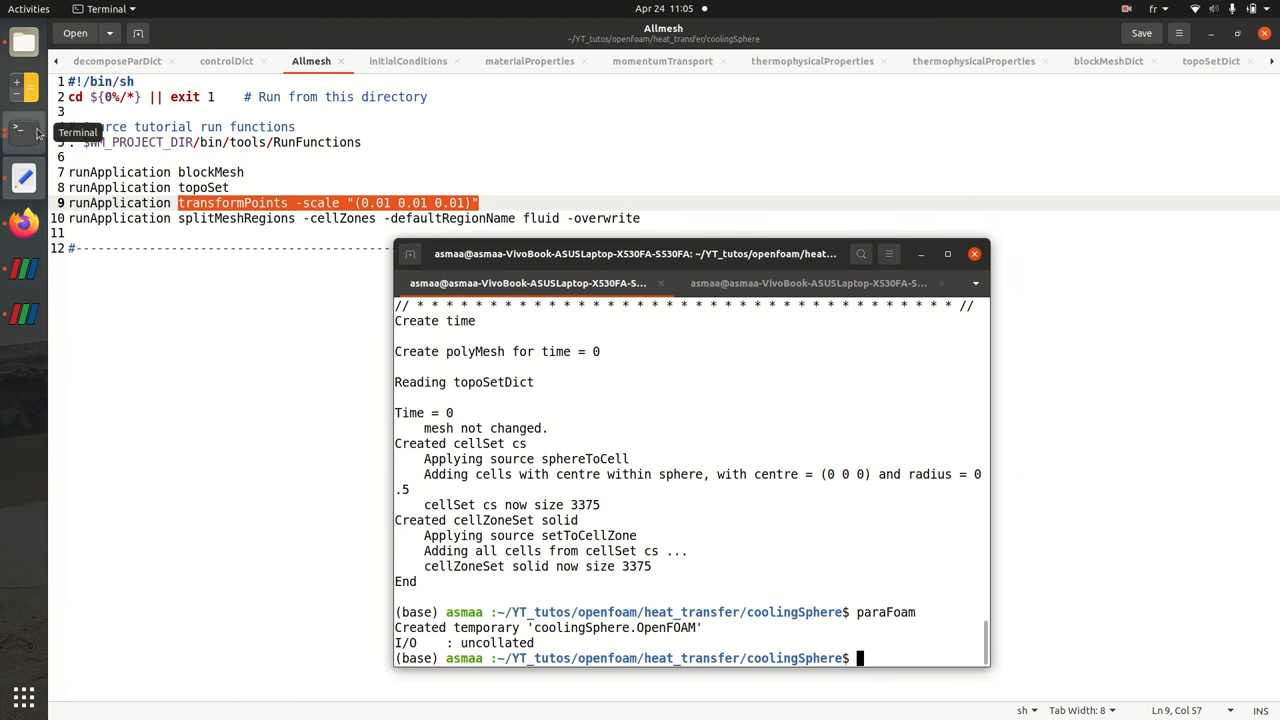 Activities
Terminal
Apr 24 11:05
fr
Open
Allmesh
~/YT_tutos/openfoam/heat_transfer/coolingSphere
Save
decomposeParDict
controlDict
Allmesh
initialConditions
materialProperties
momentumTransport
thermophysicalProperties
thermophysicalProperties
blockMeshDict
topoSetDict
1 #!/bin/sh
2 cd ${0%/*} || exit 1    # Run from this directory
3
Terminal
ource tutorial run functions
5 . $WM_PROJECT_DIR/bin/tools/RunFunctions
6
7 runApplication blockMesh
8 runApplication topoSet
9 runApplication transformPoints -scale "(0.01 0.01 0.01)"
10 runApplication splitMeshRegions -cellZones -defaultRegionName fluid -overwrite
11
12 #-------------------------------------------
asmaa@asmaa-VivoBook-ASUSLaptop-X530FA-S530FA: ~/YT_tutos/openfoam/heat...
asmaa@asmaa-VivoBook-ASUSLaptop-X530FA-S...
asmaa@asmaa-VivoBook-ASUSLaptop-X530FA-S...
// * * * * * * * * * * * * * * * * * * * * * * * * * * * * * * * * * * * * * //
Create time
Create polyMesh for time = 0
Reading topoSetDict
Time = 0
    mesh not changed.
Created cellSet cs
    Applying source sphereToCell
    Adding cells with centre within sphere, with centre = (0 0 0) and radius = 0
.5
    cellSet cs now size 3375
Created cellZoneSet solid
    Applying source setToCellZone
    Adding all cells from cellSet cs ...
    cellZoneSet solid now size 3375
End
(base) asmaa :~/YT_tutos/openfoam/heat_transfer/coolingSphere$ paraFoam
Created temporary 'coolingSphere.OpenFOAM'
I/O    : uncollated
(base) asmaa :~/YT_tutos/openfoam/heat_transfer/coolingSphere$
sh
Tab Width: 8
Ln 9, Col 57
INS